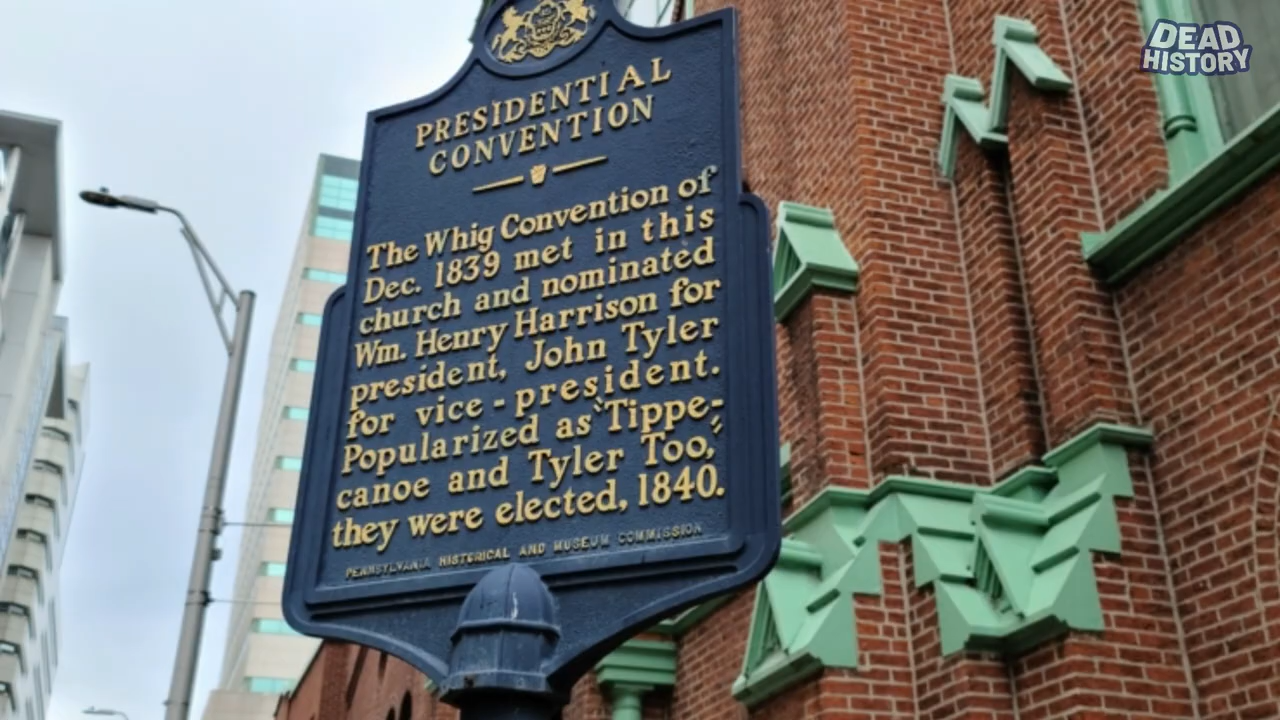 DEAD
HISTORY
PRESIDENTIAL
CONVENTION
The Whig Convention of
Dec. 1839 met in this
church and nominated
Wm. Henry Harrison for
president, John Tyler
for vice-president.
Popularized as "Tippe-
canoe and Tyler Too,"
they were elected, 1840.
PENNSYLVANIA HISTORICAL AND MUSEUM COMMISSION